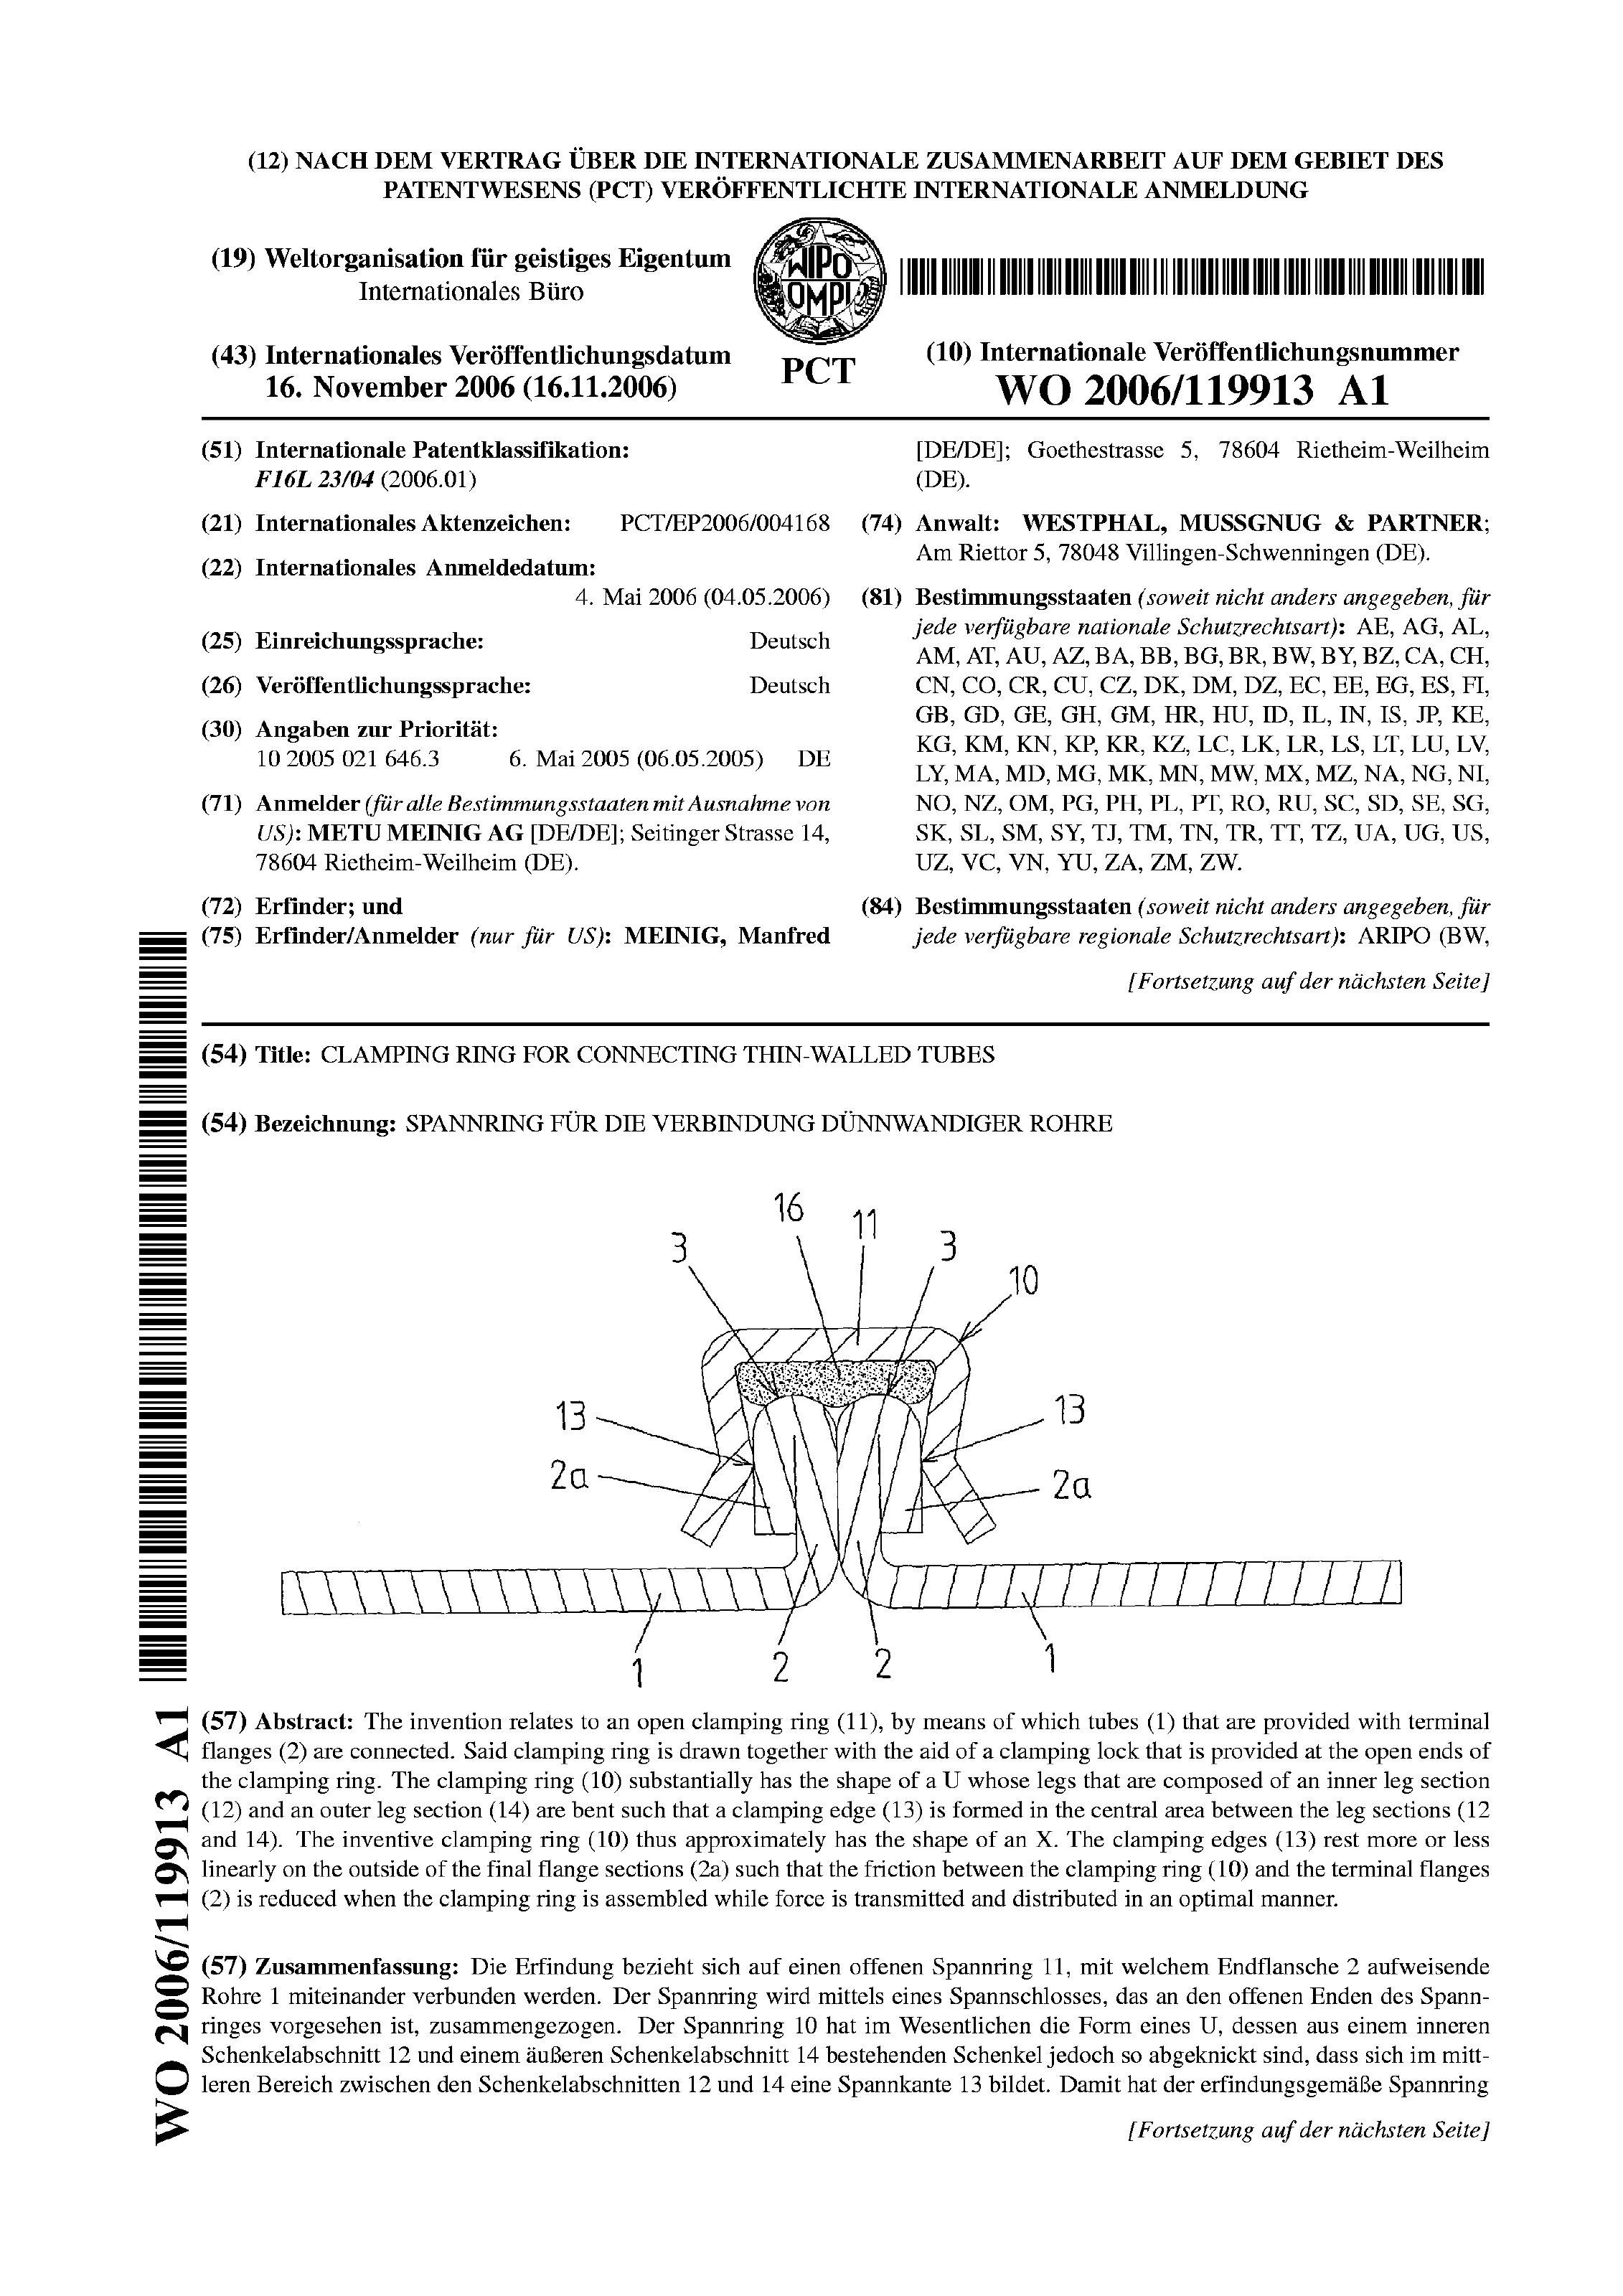 (12) NACH DEM VERTRAG ÜBER DIE INTERNATIONALE ZUSAMMENARBEIT AUF DEM GEBIET DES
PATENTWESENS (PCT) VERÖFFENTLICHTE INTERNATIONALE ANMELDUNG
(19) Weltorganisation für geistiges Eigentum
Internationales Büro
WIPO
OMPI
PCT
(43) Internationales Veröffentlichungsdatum
16. November 2006 (16.11.2006)
(10) Internationale Veröffentlichungsnummer
WO 2006/119913 A1
(51) Internationale Patentklassifikation:
F16L 23/04 (2006.01)
(21) Internationales Aktenzeichen: PCT/EP2006/004168
(22) Internationales Anmeldedatum:
4. Mai 2006 (04.05.2006)
(25) Einreichungssprache: Deutsch
(26) Veröffentlichungssprache: Deutsch
(30) Angaben zur Priorität:
10 2005 021 646.3 6. Mai 2005 (06.05.2005) DE
(71) Anmelder (für alle Bestimmungsstaaten mit Ausnahme von
US): METU MEINIG AG [DE/DE]; Seitinger Strasse 14,
78604 Rietheim-Weilheim (DE).
(72) Erfinder; und
(75) Erfinder/Anmelder (nur für US): MEINIG, Manfred
[DE/DE]; Goethestrasse 5, 78604 Rietheim-Weilheim
(DE).
(74) Anwalt: WESTPHAL, MUSSGNUG & PARTNER;
Am Riettor 5, 78048 Villingen-Schwenningen (DE).
(81) Bestimmungsstaaten (soweit nicht anders angegeben, für
jede verfügbare nationale Schutzrechtsart): AE, AG, AL,
AM, AT, AU, AZ, BA, BB, BG, BR, BW, BY, BZ, CA, CH,
CN, CO, CR, CU, CZ, DK, DM, DZ, EC, EE, EG, ES, FI,
GB, GD, GE, GH, GM, HR, HU, ID, IL, IN, IS, JP, KE,
KG, KM, KN, KP, KR, KZ, LC, LK, LR, LS, LT, LU, LV,
LY, MA, MD, MG, MK, MN, MW, MX, MZ, NA, NG, NI,
NO, NZ, OM, PG, PH, PL, PT, RO, RU, SC, SD, SE, SG,
SK, SL, SM, SY, TJ, TM, TN, TR, TT, TZ, UA, UG, US,
UZ, VC, VN, YU, ZA, ZM, ZW.
(84) Bestimmungsstaaten (soweit nicht anders angegeben, für
jede verfügbare regionale Schutzrechtsart): ARIPO (BW,
[Fortsetzung auf der nächsten Seite]
(54) Title: CLAMPING RING FOR CONNECTING THIN-WALLED TUBES
(54) Bezeichnung: SPANNRING FÜR DIE VERBINDUNG DÜNNWANDIGER ROHRE
16
11
3
3
10
13
13
2a
2a
1
2
2
1
(57) Abstract: The invention relates to an open clamping ring (11), by means of which tubes (1) that are provided with terminal
flanges (2) are connected. Said clamping ring is drawn together with the aid of a clamping lock that is provided at the open ends of
the clamping ring. The clamping ring (10) substantially has the shape of a U whose legs that are composed of an inner leg section
(12) and an outer leg section (14) are bent such that a clamping edge (13) is formed in the central area between the leg sections (12
and 14). The inventive clamping ring (10) thus approximately has the shape of an X. The clamping edges (13) rest more or less
linearly on the outside of the final flange sections (2a) such that the friction between the clamping ring (10) and the terminal flanges
(2) is reduced when the clamping ring is assembled while force is transmitted and distributed in an optimal manner.
(57) Zusammenfassung: Die Erfindung bezieht sich auf einen offenen Spannring 11, mit welchem Endflansche 2 aufweisende
Rohre 1 miteinander verbunden werden. Der Spannring wird mittels eines Spannschlosses, das an den offenen Enden des Spann-
ringes vorgesehen ist, zusammengezogen. Der Spannring 10 hat im Wesentlichen die Form eines U, dessen aus einem inneren
Schenkelabschnitt 12 und einem äußeren Schenkelabschnitt 14 bestehenden Schenkel jedoch so abgeknickt sind, dass sich im mitt-
leren Bereich zwischen den Schenkelabschnitten 12 und 14 eine Spannkante 13 bildet. Damit hat der erfindungsgemäße Spannring
[Fortsetzung auf der nächsten Seite]
WO 2006/119913 A1